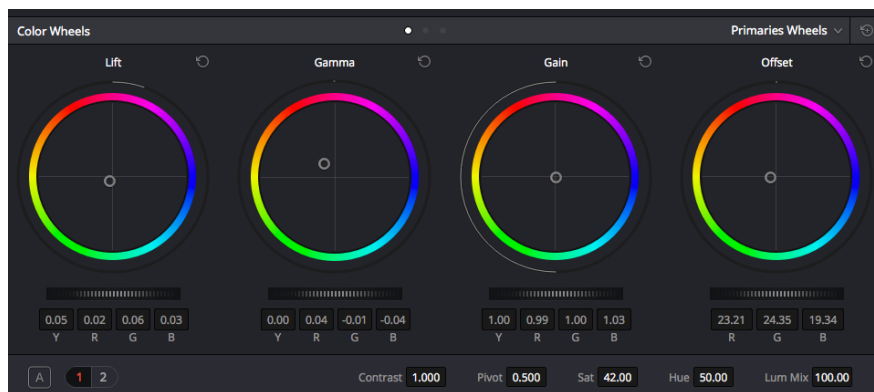 Color Wheels Primaries Wheels
Lift Gamma Gain Offset
0.05 0.02 0.06 0.03 0.00 0.04 -0.01 -0.04 1.00 0.99 1.00 1.03 23.21 24.35 19.34
Y R G B Y R G B Y R G B R G B
A 1 2 Contrast 1.000 Pivot 0.500 Sat 42.00 Hue 50.00 Lum Mix 100.00